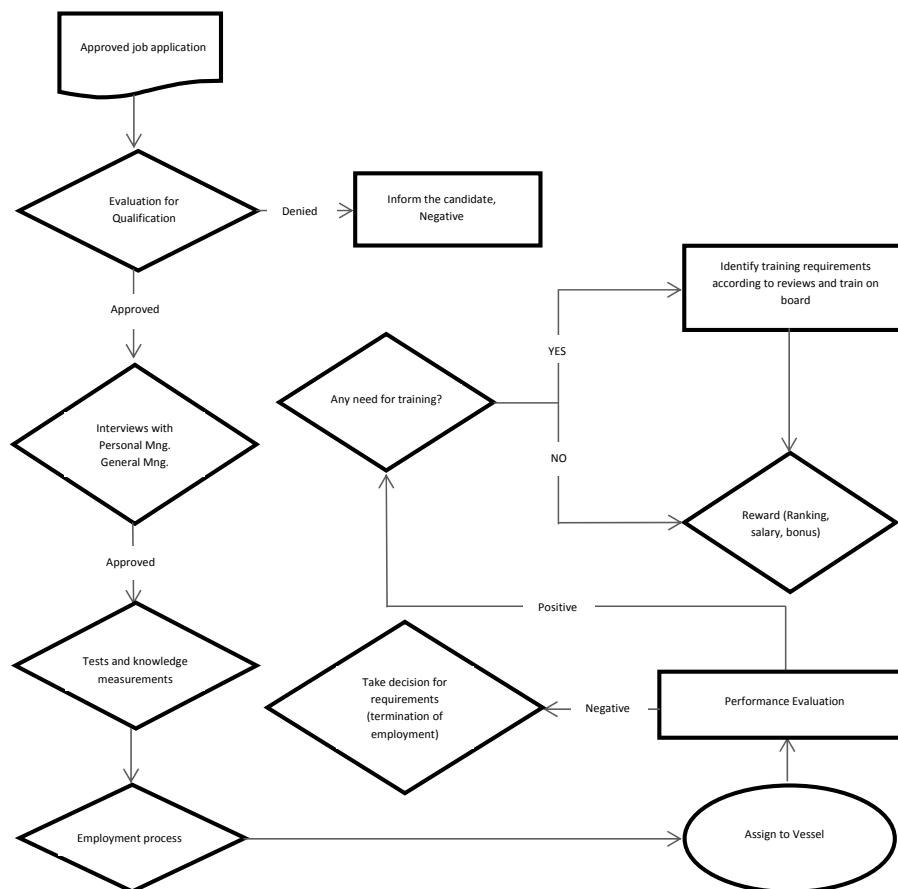 Approved job application
Evaluation for
Qualification
Denied
Inform the candidate,
Negative
Approved
Identify training requirements
according to reviews and train on
board
YES
Any need for training?
Interviews with
Personal Mng.
General Mng.
NO
Reward (Ranking,
salary, bonus)
Approved
Positive
Tests and knowledge
measurements
Take decision for
requirements
(termination of
employment)
Negative
Performance Evaluation
Employment process
Assign to Vessel